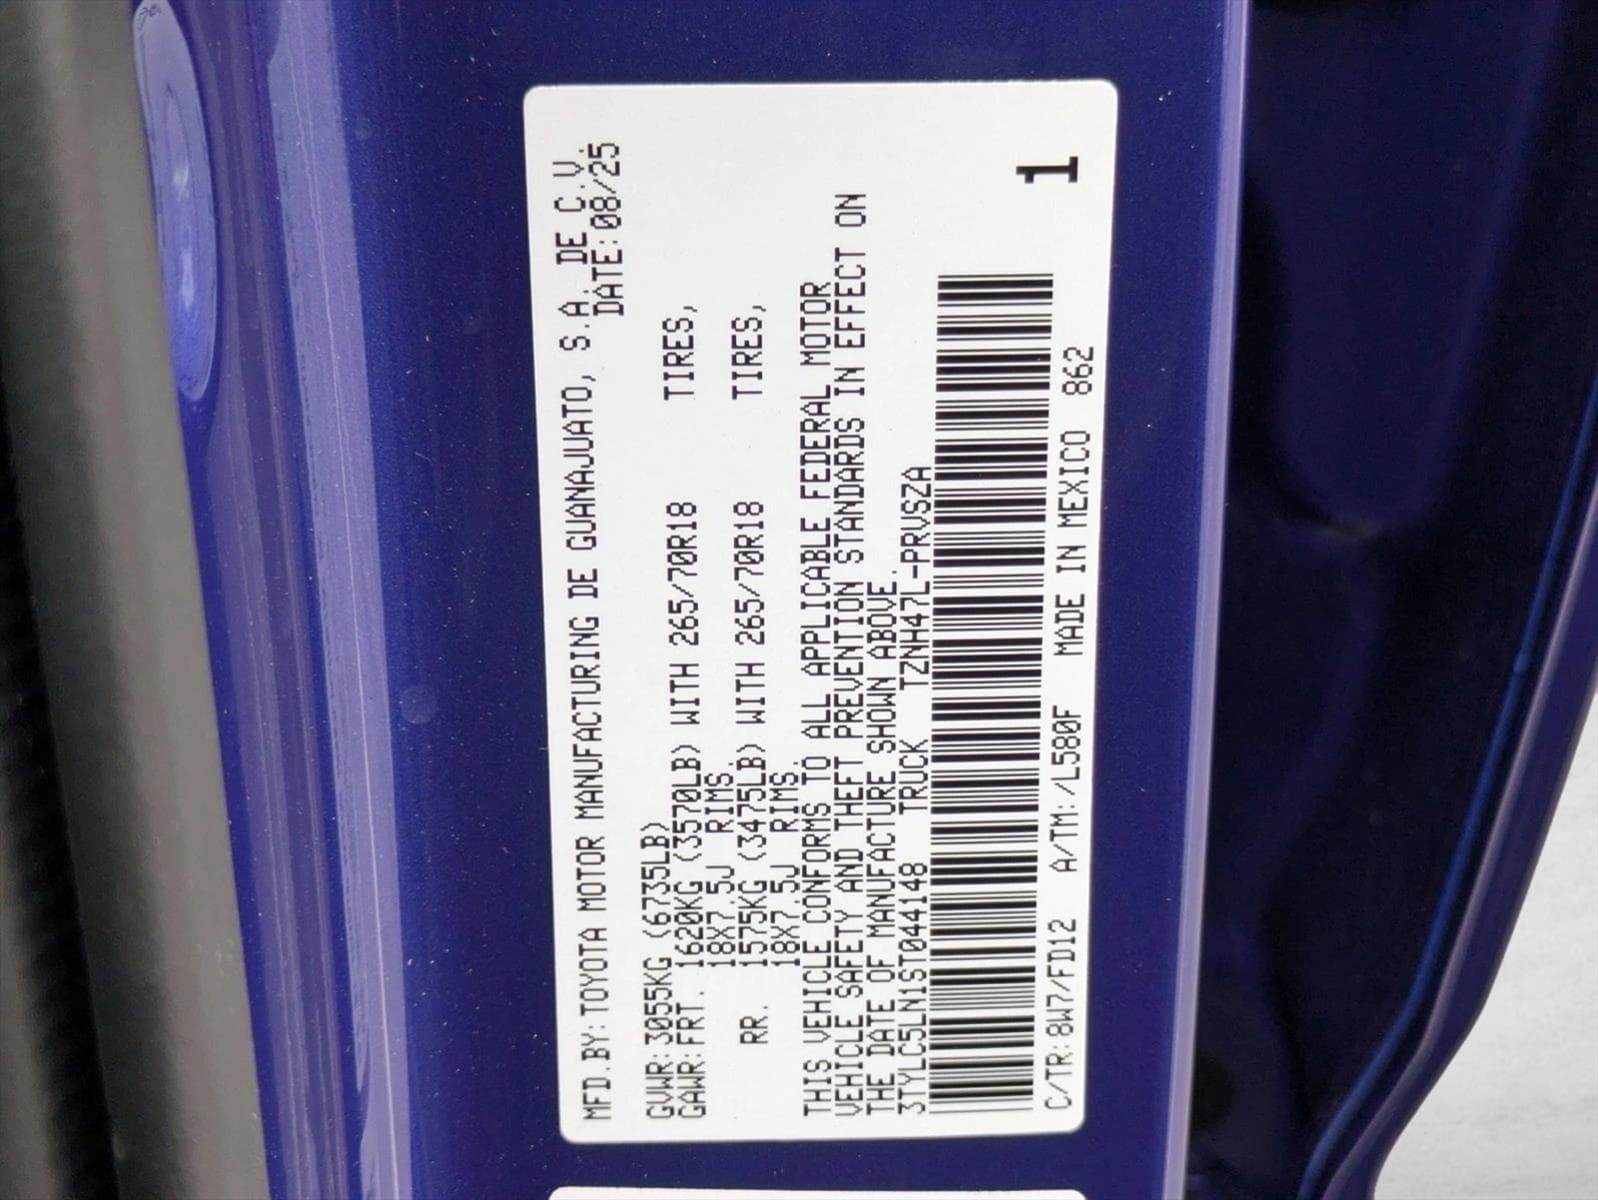 MFD.BY:TOYOTA MOTOR MANUFACTURING DE GUANAJUATO, S.A. DE C.V.
DATE:08/25
GVWR:3055KG (6735LB)
GAWR:FRT. 1620KG (3570LB) WITH 265/70R18 TIRES,
18X7.5J RIMS.
RR. 1575KG (3475LB) WITH 265/70R18 TIRES,
18X7.5J RIMS.
THIS VEHICLE CONFORMS TO ALL APPLICABLE FEDERAL MOTOR
VEHICLE SAFETY AND THEFT PREVENTION STANDARDS IN EFFECT ON
THE DATE OF MANUFACTURE SHOWN ABOVE.
3TYLC5LN1ST044148 TRUCK TZNH47L-PRVSZA
1
C/TR:8W7/FD12 A/TM:/L580F MADE IN MEXICO 862